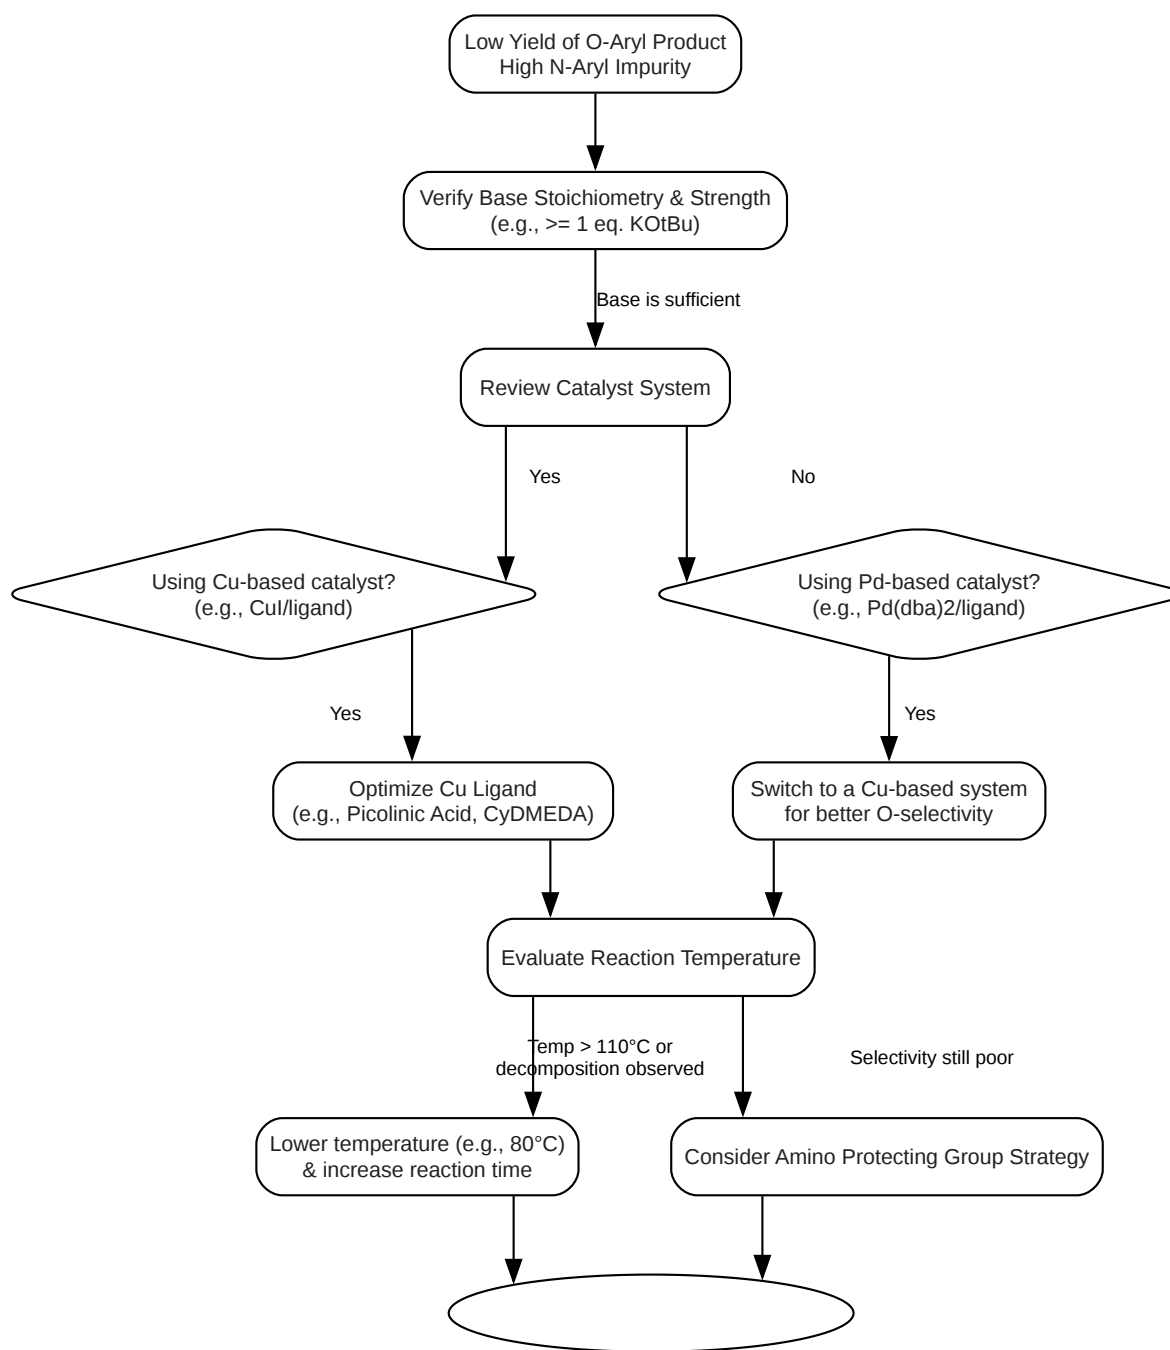 Low Yield of O-Aryl Product
High N-Aryl Impurity
Verify Base Stoichiometry & Strength
(e.g., >= 1 eq. KOtBu)
Base is sufficient
Review Catalyst System
Yes
No
Using Cu-based catalyst?
(e.g., CuI/ligand)
Using Pd-based catalyst?
(e.g., Pd(dba)2/ligand)
Yes
Yes
Optimize Cu Ligand
(e.g., Picolinic Acid, CyDMEDA)
Switch to a Cu-based system
for better O-selectivity
Evaluate Reaction Temperature
Temp > 110°C or
decomposition observed
Selectivity still poor
Lower temperature (e.g., 80°C)
& increase reaction time
Consider Amino Protecting Group Strategy